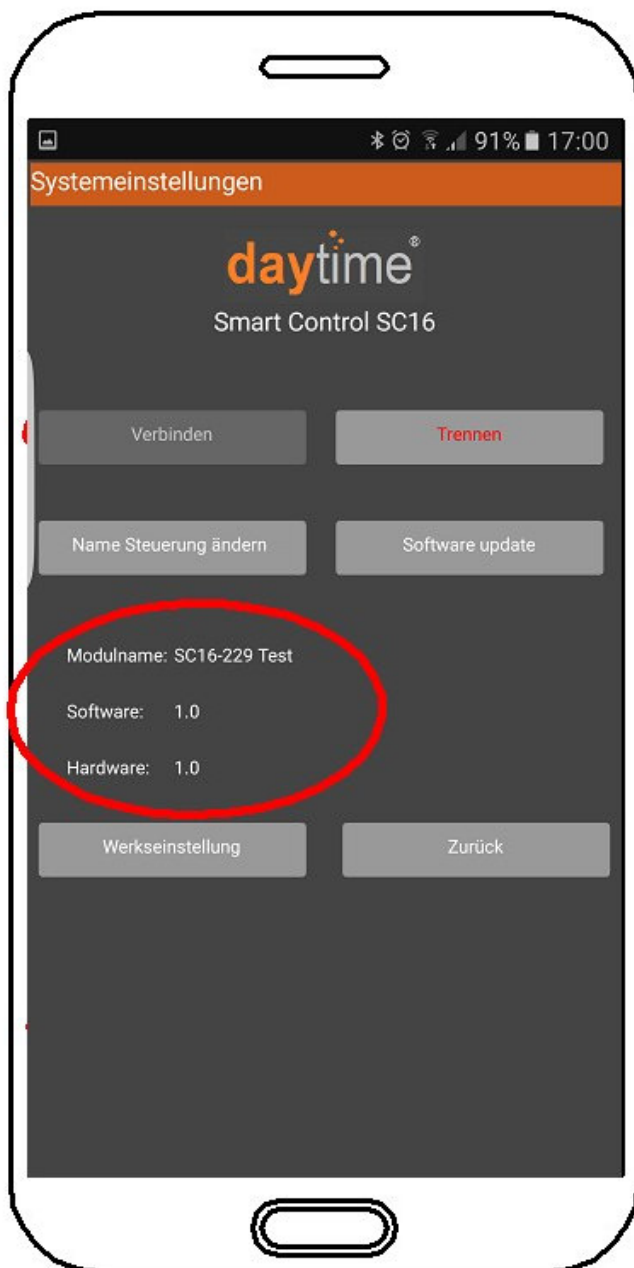 91% 17:00
Systemeinstellungen
daytime®
Smart Control SC16
Verbinden
Trennen
Name Steuerung ändern
Software update
Modulname: SC16-229 Test
Software: 1.0
Hardware: 1.0
Werkseinstellung
Zurück